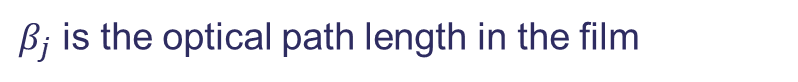 βⱼ is the optical path length in the film